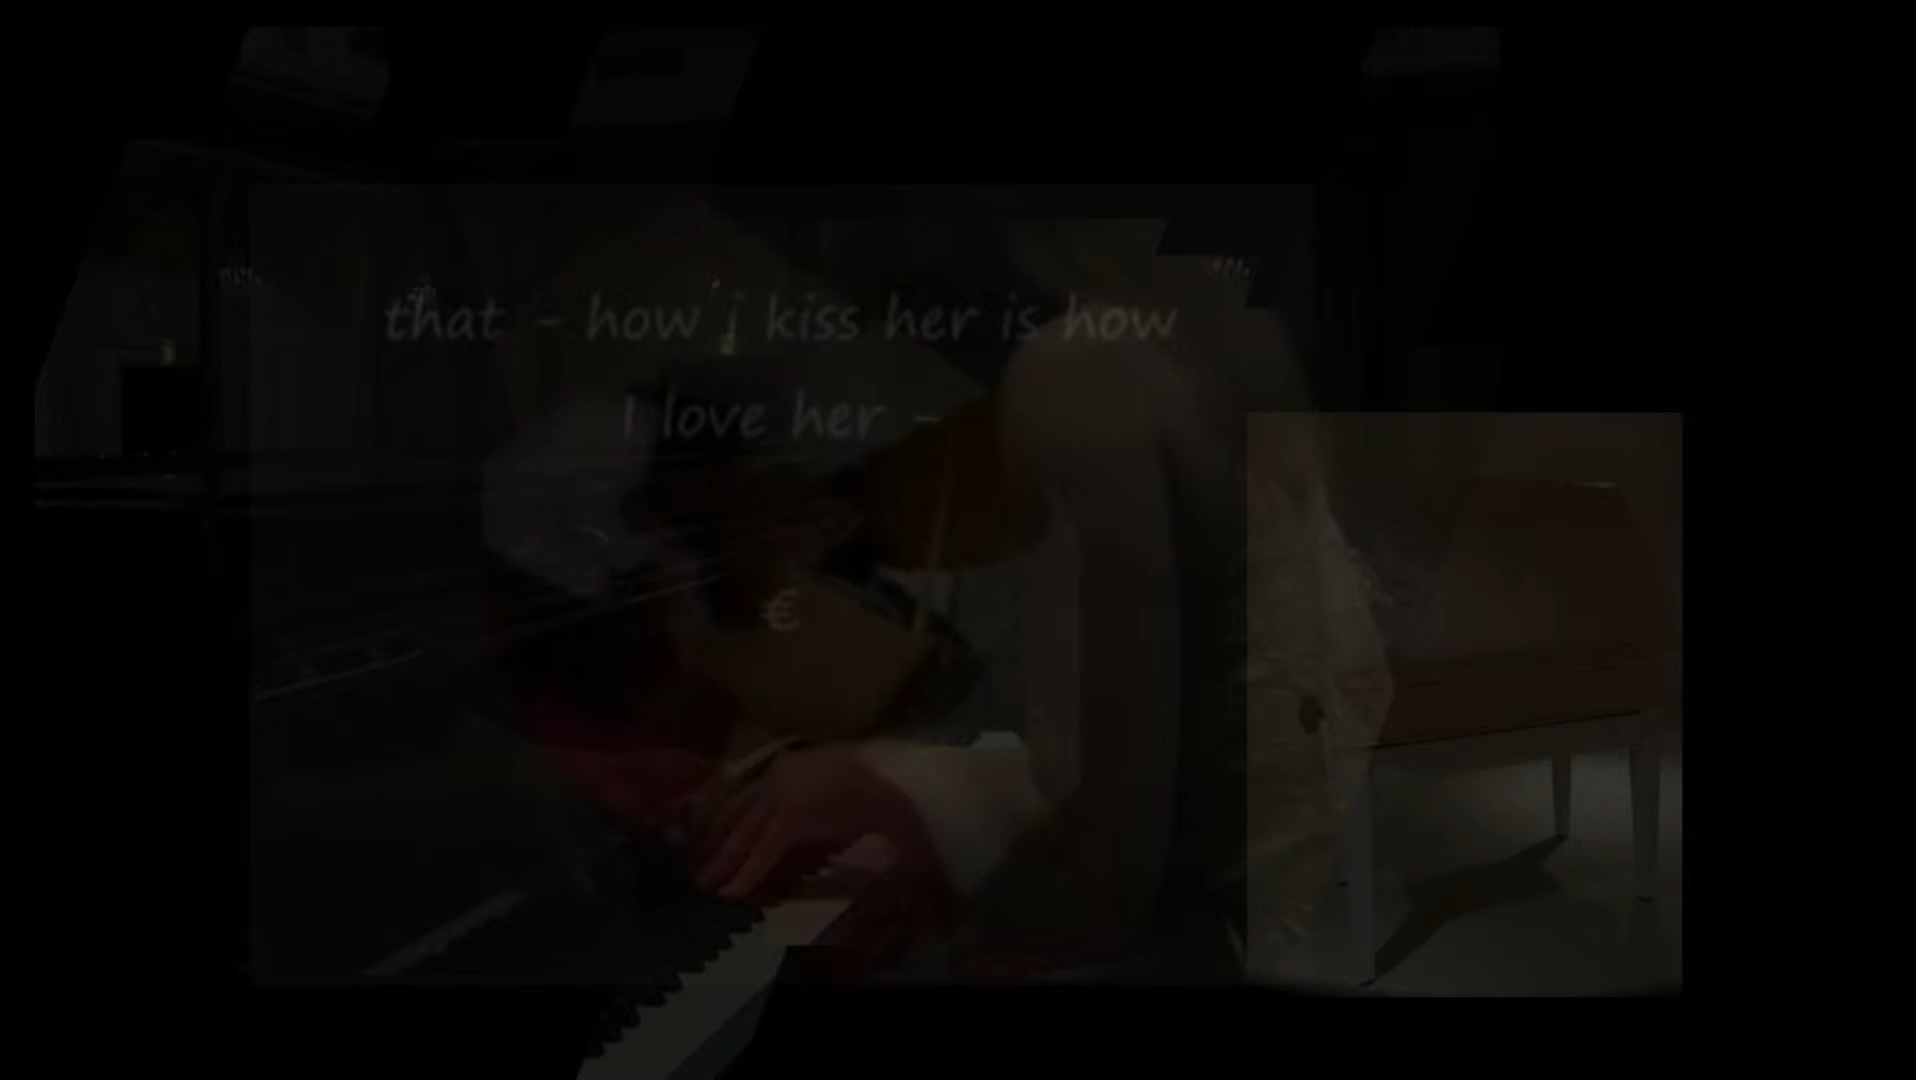 that - how i kiss her is how
I love her -
€